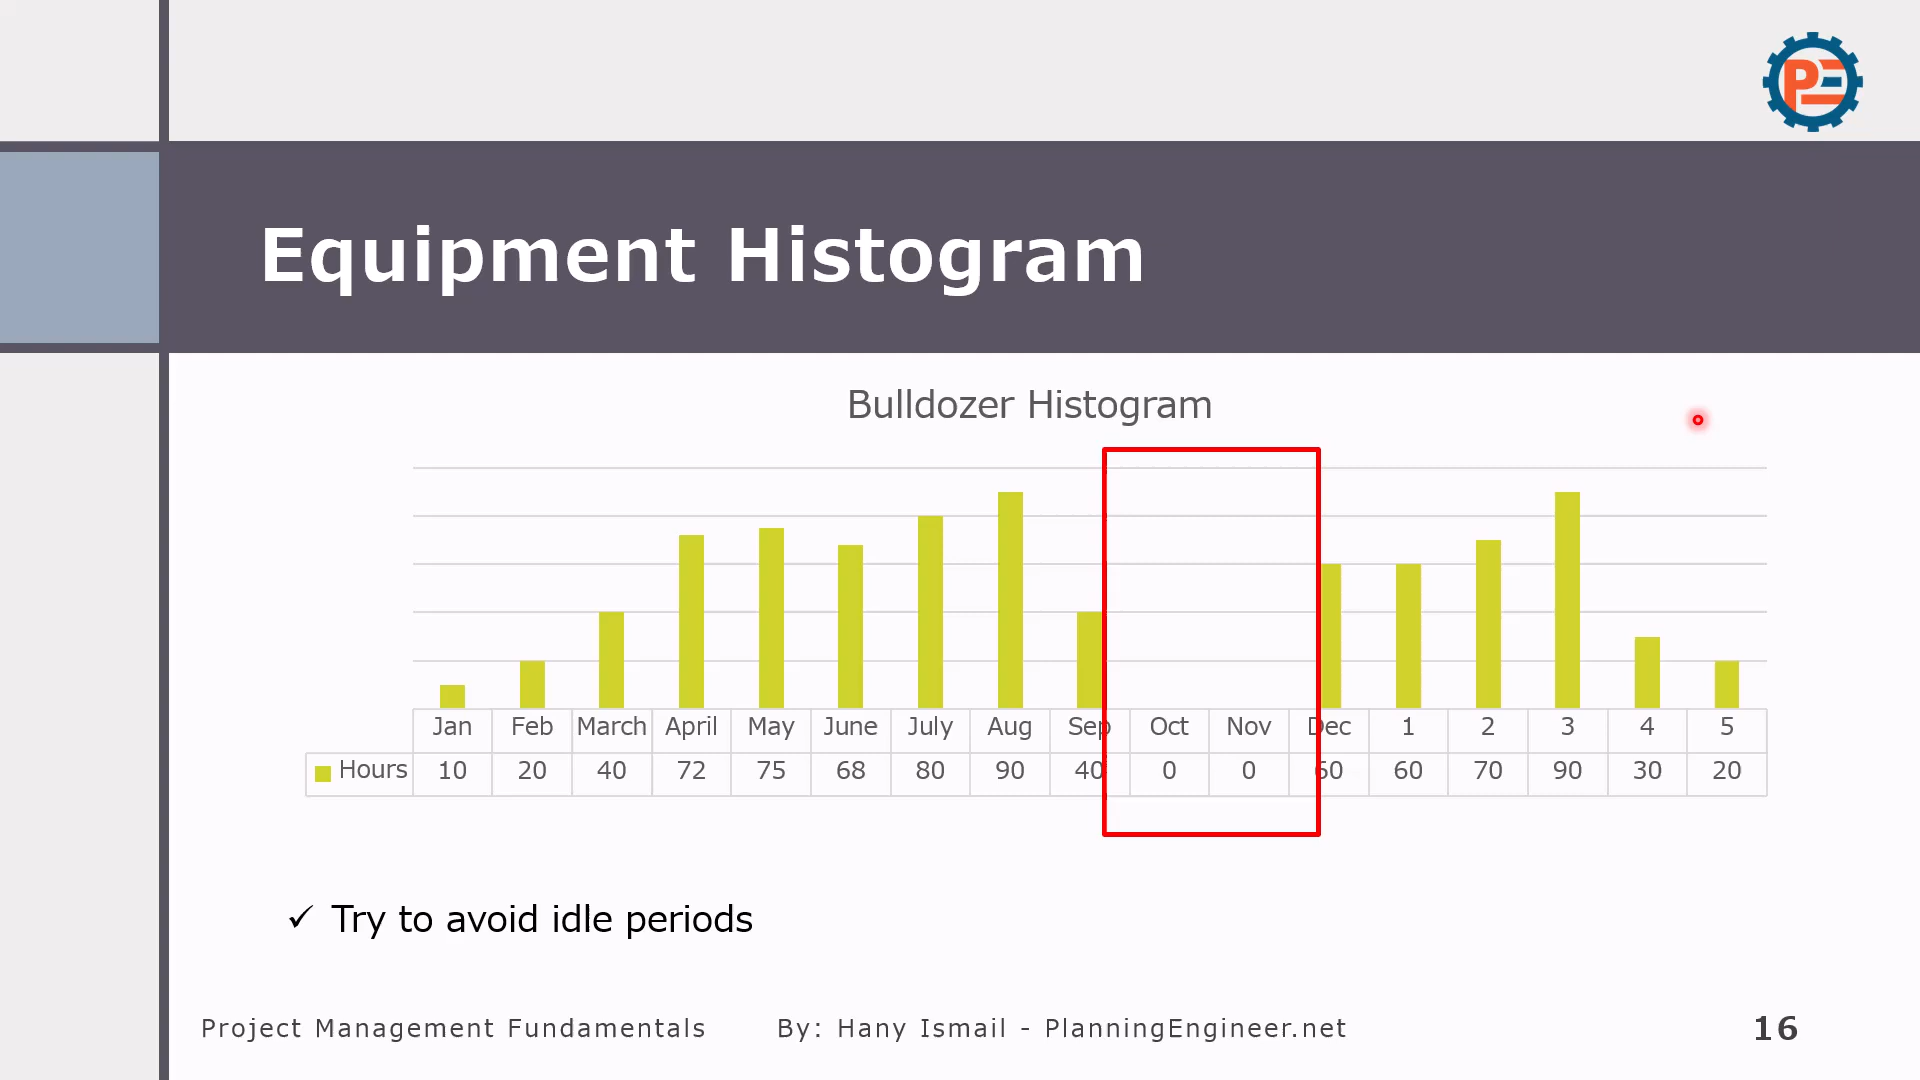 PE
Equipment Histogram
Bulldozer Histogram
Jan Feb March April May June July Aug Sep Oct Nov Dec 1 2 3 4 5
Hours 10 20 40 72 75 68 80 90 40 0 0 60 60 70 90 30 20
✓ Try to avoid idle periods
Project Management Fundamentals By: Hany Ismail - PlanningEngineer.net 16